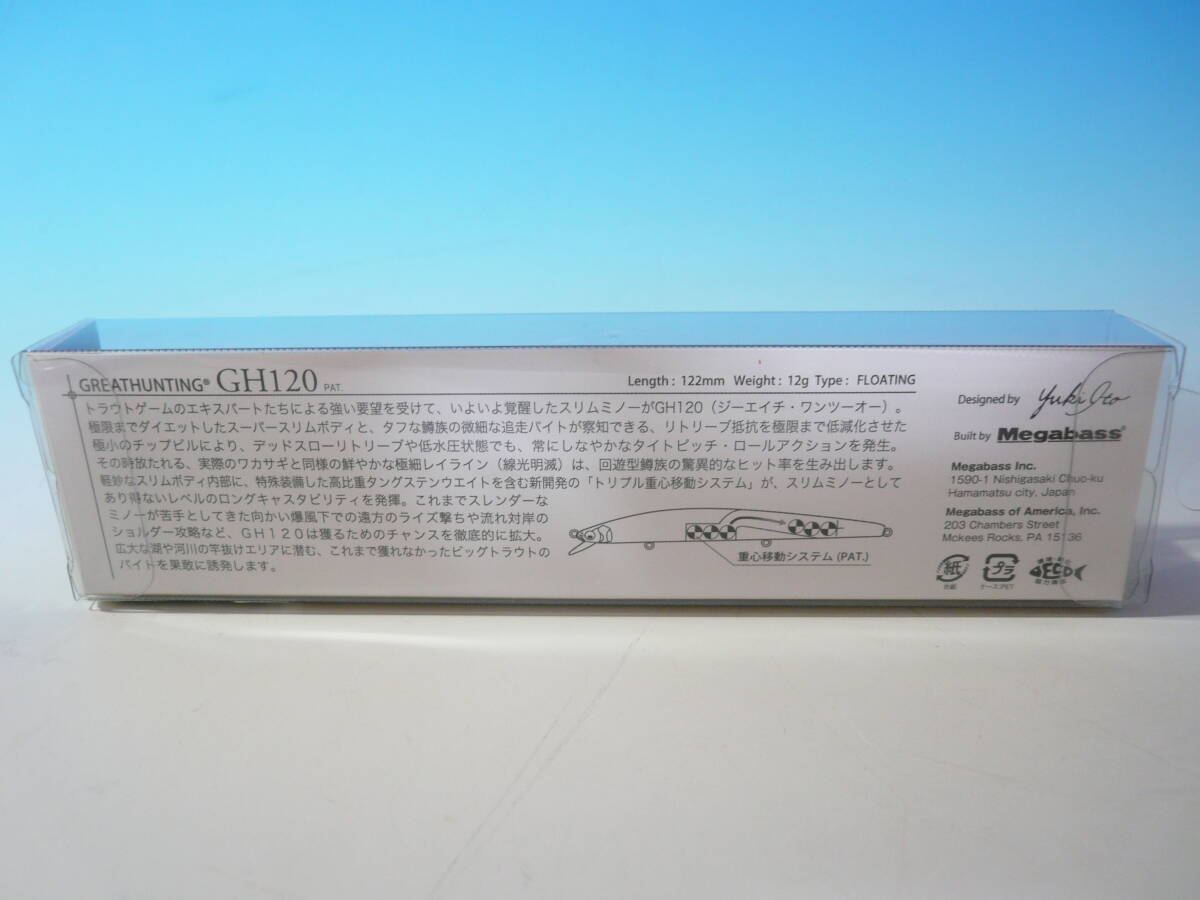 GREATHUNTING® GH120 PAT.
Length : 122mm Weight : 12g Type : FLOATING
トラウトゲームのエキスパートたちによる強い要望を受けて、いよいよ覚醒したスリムミノーがGH120（ジーエイチ・ワンツーオー）。
極限までダイエットしたスーパースリムボディと、タフな鱒族の微細な追走バイトが察知できる、リトリーブ抵抗を極限まで低減化させた
極小のチップビルにより、デッドスローリトリーブや低水圧状態でも、常にしなやかなタイトピッチ・ロールアクションを発生。
その時放たれる、実際のワカサギと同様の鮮やかな極細レイライン（線光明滅）は、回遊型鱒族の驚異的なヒット率を生み出します。
軽妙なスリムボディ内部に、特殊装備した高比重タングステンウエイトを含む新開発の「トリプル重心移動システム」が、スリムミノーとして
あり得ないレベルのロングキャスタビリティを発揮。これまでスレンダーな
ミノーが苦手としてきた向かい爆風下での遠方のライズ撃ちや流れ対岸の
ショルダー攻略など、GH120は獲るためのチャンスを徹底的に拡大。
広大な湖や河川の竿抜けエリアに潜む、これまで獲れなかったビッグトラウトの
バイトを果敢に誘発します。
重心移動システム (PAT.)
Designed by Yuki Ito
Built by Megabass®
Megabass Inc.
1590-1 Nishigasaki Chuo-ku
Hamamatsu city, Japan
Megabass of America, Inc.
203 Chambers Street
Mckees Rocks, PA 15136
紙
プラ
ECO
台紙
ケース:PET